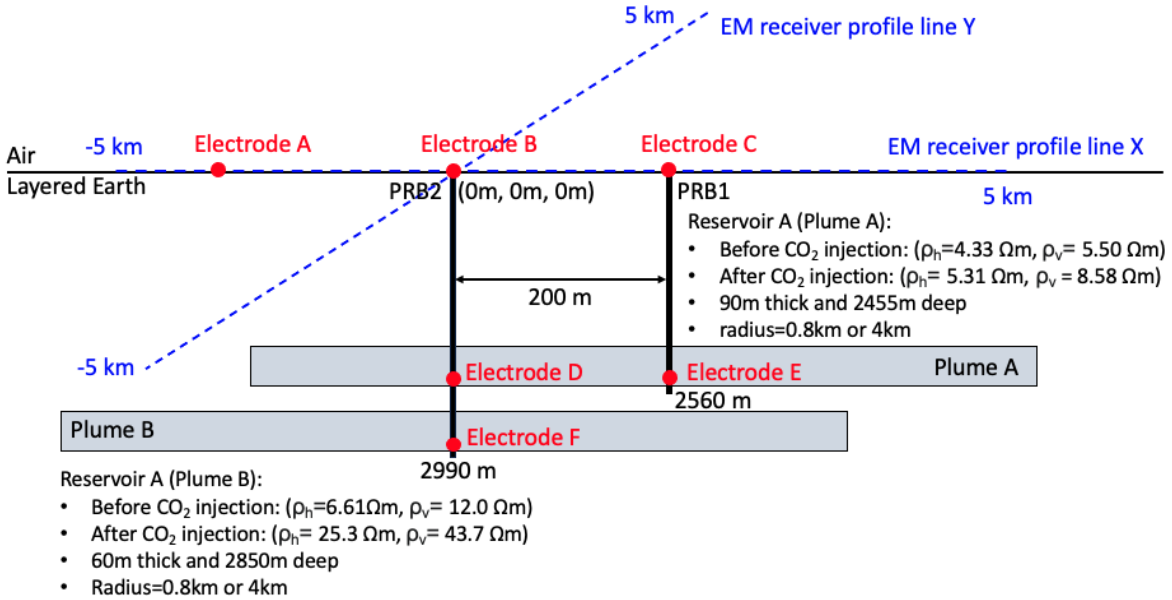 5 km
EM receiver profile line Y
Air
-5 km
Electrode A
Electrode B
Electrode C
EM receiver profile line X
Layered Earth
PRB2
(0m, 0m, 0m)
PRB1
5 km
Reservoir A (Plume A):
• Before CO₂ injection: (ρₕ=4.33 Ωm, ρᵥ= 5.50 Ωm)
• After CO₂ injection: (ρₕ= 5.31 Ωm, ρᵥ = 8.58 Ωm)
• 90m thick and 2455m deep
• radius=0.8km or 4km
200 m
-5 km
Electrode D
Electrode E
Plume A
2560 m
Plume B
Electrode F
2990 m
Reservoir A (Plume B):
• Before CO₂ injection: (ρₕ=6.61Ωm, ρᵥ= 12.0 Ωm)
• After CO₂ injection: (ρₕ= 25.3 Ωm, ρᵥ= 43.7 Ωm)
• 60m thick and 2850m deep
• Radius=0.8km or 4km